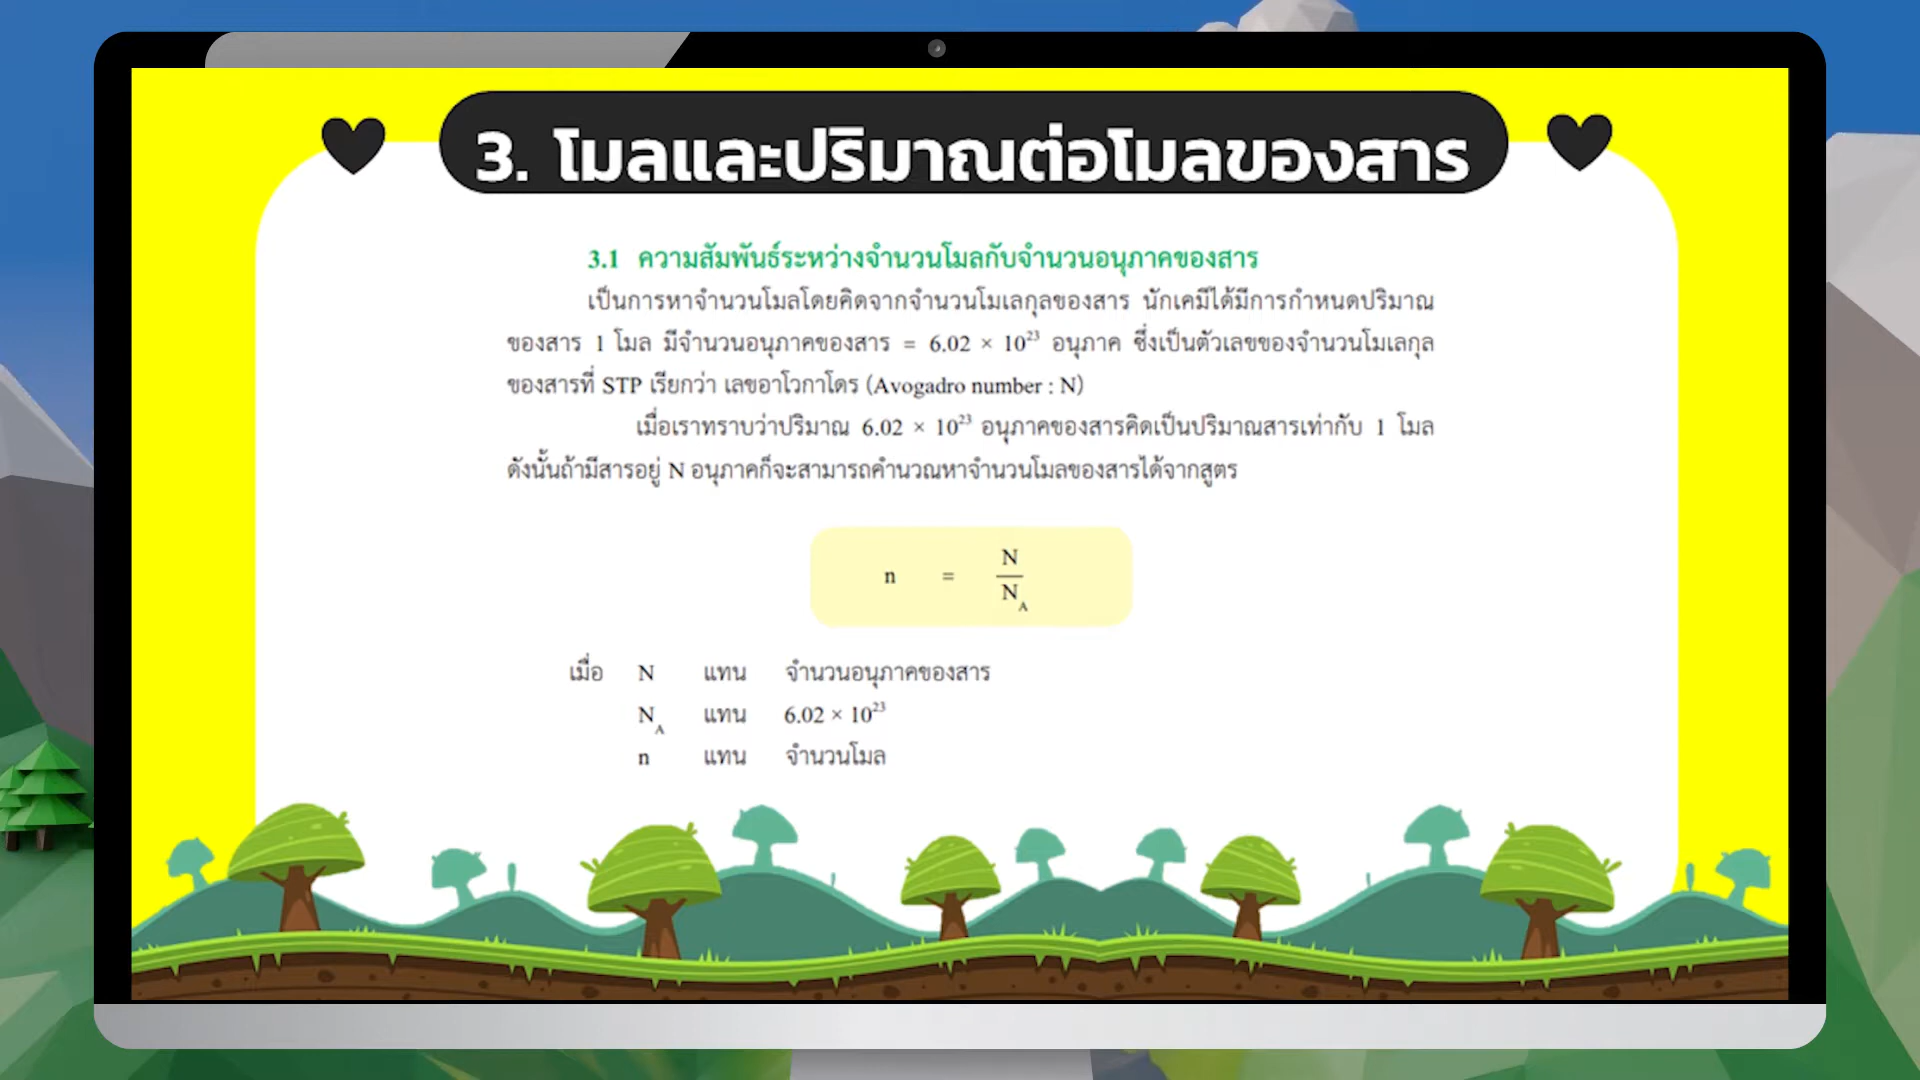 3. โมลและปริมาณต่อโมลของสาร
3.1 ความสัมพันธ์ระหว่างจำนวนโมลกับจำนวนอนุภาคของสาร
เป็นการหาจำนวนโมลโดยคิดจากจำนวนโมเลกุลของสาร นักเคมีได้มีการกำหนดปริมาณ
ของสาร 1 โมล มีจำนวนอนุภาคของสาร = 6.02 × 10²³ อนุภาค ซึ่งเป็นตัวเลขของจำนวนโมเลกุล
ของสารที่ STP เรียกว่า เลขอาโวกาโดร (Avogadro number : N)
เมื่อเราทราบว่าปริมาณ 6.02 × 10²³ อนุภาคของสารคิดเป็นปริมาณสารเท่ากับ 1 โมล
ดังนั้นถ้ามีสารอยู่ N อนุภาคก็จะสามารถคำนวณหาจำนวนโมลของสารได้จากสูตร
n = N / N_A
เมื่อ N แทน จำนวนอนุภาคของสาร
N_A แทน 6.02 × 10²³
n แทน จำนวนโมล